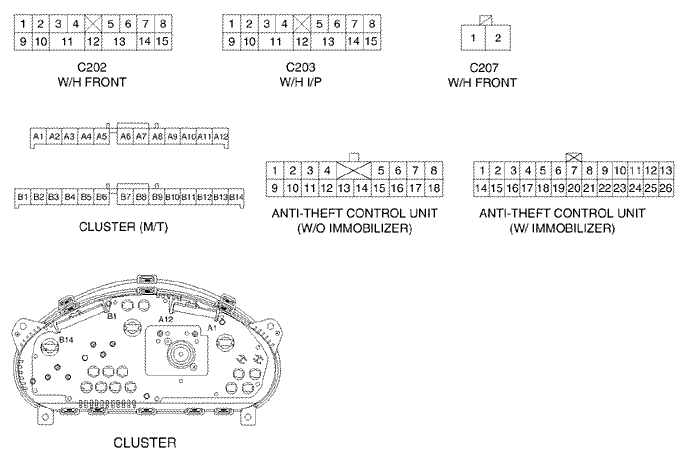 1 2 3 4 5 6 7 8
9 10 11 12 13 14 15
C202
W/H FRONT
1 2 3 4 5 6 7 8
9 10 11 12 13 14 15
C203
W/H I/P
1 2
C207
W/H FRONT
A1 A2 A3 A4 A5 A6 A7 A8 A9 A10 A11 A12
B1 B2 B3 B4 B5 B6 B7 B8 B9 B10 B11 B12 B13 B14
CLUSTER (M/T)
1 2 3 4 5 6 7 8
9 10 11 12 13 14 15 16 17 18
ANTI-THEFT CONTROL UNIT
(W/O IMMOBILIZER)
1 2 3 4 5 6 7 8 9 10 11 12 13
14 15 16 17 18 19 20 21 22 23 24 25 26
ANTI-THEFT CONTROL UNIT
(W/ IMMOBILIZER)
B1 A12 A1
B14
CLUSTER